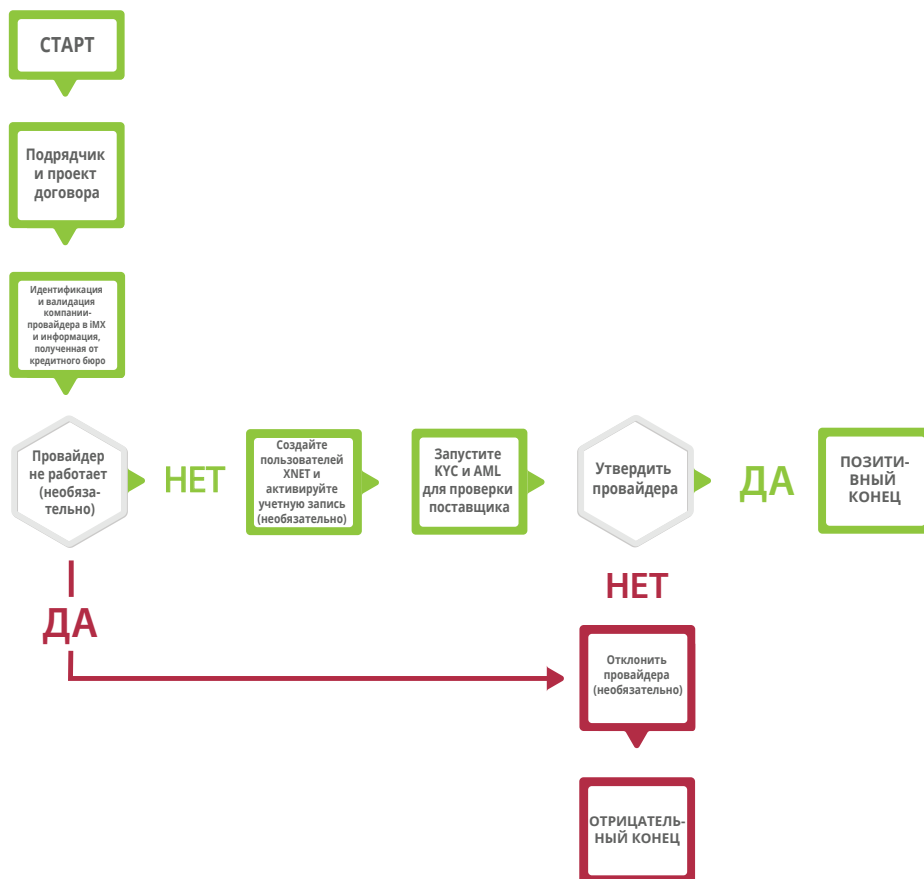 СТАРТ
Подрядчик
и проект
договора
Идентификация
и валидация
компании-
провайдера в iMX
и информация,
полученная от
кредитного бюро
Провайдер
не работает
(необяза-
тельно)
НЕТ
Создайте
пользователей
XNET и
активируйте
учетную запись
(необязательно)
Запустите
KYC и AML
для проверки
поставщика
Утвердить
провайдера
ДА
ПОЗИТИ-
ВНЫЙ
КОНЕЦ
ДА
НЕТ
Отклонить
провайдера
(необязательно)
ОТРИЦАТЕЛЬ-
НЫЙ КОНЕЦ